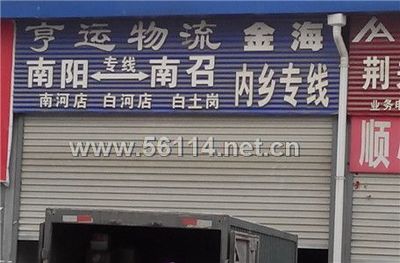 亨运物流 金海
南阳 专线 南召
南河店 白河店 白土岗
内乡专线
荆
业务电
顺
www.56114.net.cn